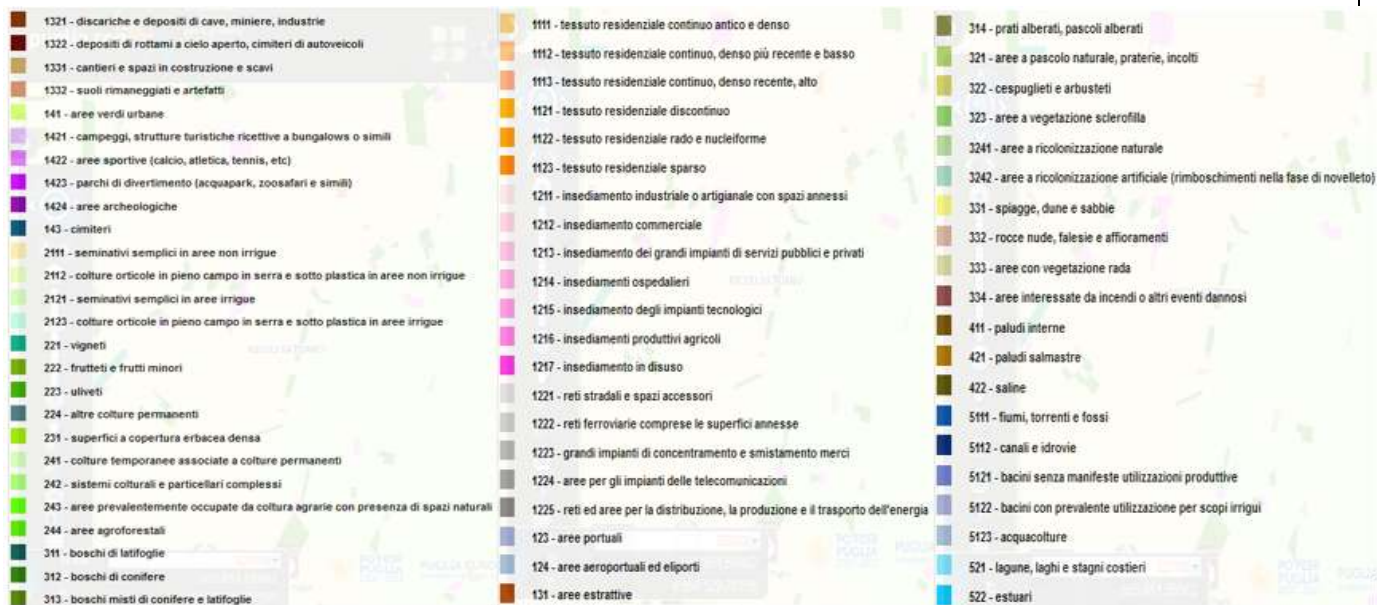 1321 - discariche e depositi di cave, miniere, industrie
1322 - depositi di rottami a cielo aperto, cimiteri di autoveicoli
1331 - cantieri e spazi in costruzione e scavi
1332 - suoli rimaneggiati e artefatti
141 - aree verdi urbane
1421 - campeggi, strutture turistiche ricettive a bungalows o simili
1422 - aree sportive (calcio, atletica, tennis, etc)
1423 - parchi di divertimento (acquapark, zoosafari e simili)
1424 - aree archeologiche
143 - cimiteri
2111 - seminativi semplici in aree non irrigue
2112 - colture orticole in pieno campo in serra e sotto plastica in aree non irrigue
2121 - seminativi semplici in aree irrigue
2123 - colture orticole in pieno campo in serra e sotto plastica in aree irrigue
221 - vigneti
222 - frutteti e frutti minori
223 - uliveti
224 - altre colture permanenti
231 - superfici a copertura erbacea densa
241 - colture temporanee associate a colture permanenti
242 - sistemi colturali e particellari complessi
243 - aree prevalentemente occupate da coltura agrarie con presenza di spazi naturali
244 - aree agroforestali
311 - boschi di latifoglie
312 - boschi di conifere
313 - boschi misti di conifere e latifoglie
1111 - tessuto residenziale continuo antico e denso
1112 - tessuto residenziale continuo, denso più recente e basso
1113 - tessuto residenziale continuo, denso recente, alto
1121 - tessuto residenziale discontinuo
1122 - tessuto residenziale rado e nucleiforme
1123 - tessuto residenziale sparso
1211 - insediamento industriale o artigianale con spazi annessi
1212 - insediamento commerciale
1213 - insediamento dei grandi impianti di servizi pubblici e privati
1214 - insediamenti ospedalieri
1215 - insediamento degli impianti tecnologici
1216 - insediamenti produttivi agricoli
1217 - insediamento in disuso
1221 - reti stradali e spazi accessori
1222 - reti ferroviarie comprese le superfici annesse
1223 - grandi impianti di concentramento e smistamento merci
1224 - aree per gli impianti delle telecomunicazioni
1225 - reti ed aree per la distribuzione, la produzione e il trasporto dell'energia
123 - aree portuali
124 - aree aeroportuali ed eliporti
131 - aree estrattive
314 - prati alberati, pascoli alberati
321 - aree a pascolo naturale, praterie, incolti
322 - cespuglieti e arbusteti
323 - aree a vegetazione sclerofilla
3241 - aree a ricolonizzazione naturale
3242 - aree a ricolonizzazione artificiale (rimboschimenti nella fase di novelleto)
331 - spiagge, dune e sabbie
332 - rocce nude, falesie e affioramenti
333 - aree con vegetazione rada
334 - aree interessate da incendi o altri eventi dannosi
411 - paludi interne
421 - paludi salmastre
422 - saline
5111 - fiumi, torrenti e fossi
5112 - canali e idrovie
5121 - bacini senza manifeste utilizzazioni produttive
5122 - bacini con prevalente utilizzazione per scopi irrigui
5123 - acquacolture
521 - lagune, laghi e stagni costieri
522 - estuari